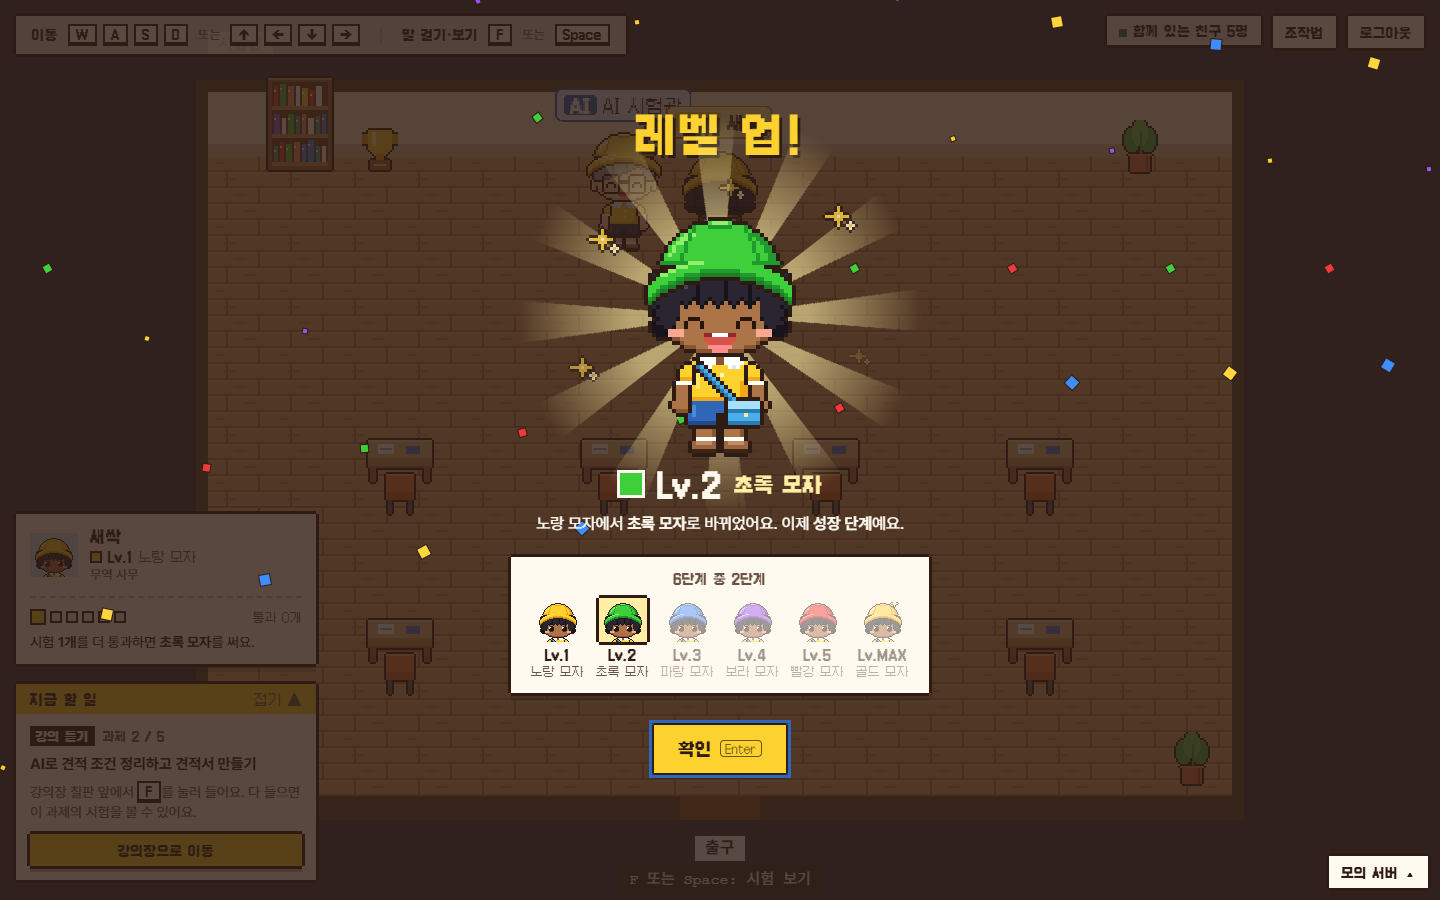 이동 W A S D 또는 ↑ ← ↓ → 말 걸기·보기 F 또는 Space
함께 있는 친구 5명
조작법
로그아웃
AI AI 시험관
레벨 업!
Lv.2 초록 모자
노랑 모자에서 초록 모자로 바뀌었어요. 이제 성장 단계예요.
6단계 중 2단계
Lv.1 Lv.2 Lv.3 Lv.4 Lv.5 Lv.MAX
노랑 모자 초록 모자 파랑 모자 보라 모자 빨강 모자 골드 모자
확인 Enter
새싹
Lv.1 노랑 모자
무역 사무
통과 0개
시험 1개를 더 통과하면 초록 모자를 써요.
지금 할 일 접기 ▲
강의 듣기 과제 2 / 5
AI로 견적 조건 정리하고 견적서 만들기
강의장 칠판 앞에서 F 를 눌러 들어요. 다 들으면
이 과제의 시험을 볼 수 있어요.
강의장으로 이동
출구
F 또는 Space: 시험 보기
모의 서버 ▲